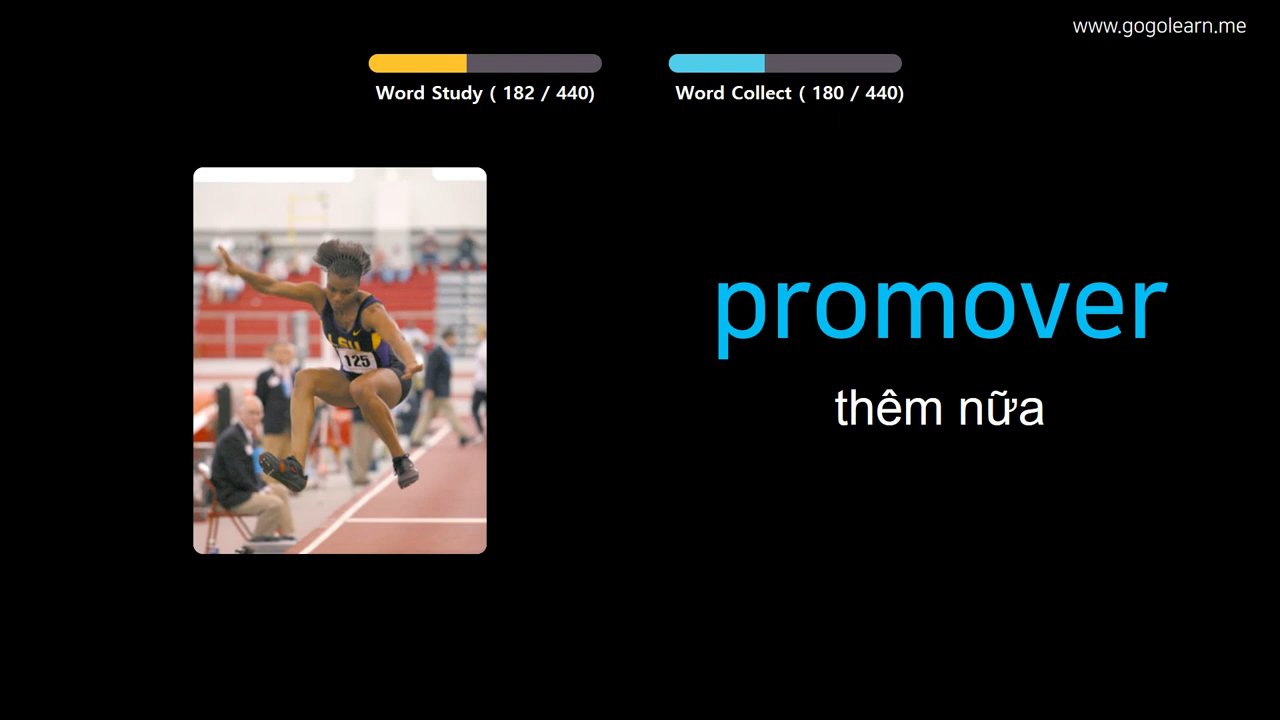 www.gogolearn.me
Word Study ( 182 / 440)
Word Collect ( 180 / 440)
LSU
125
promover
thêm nữa